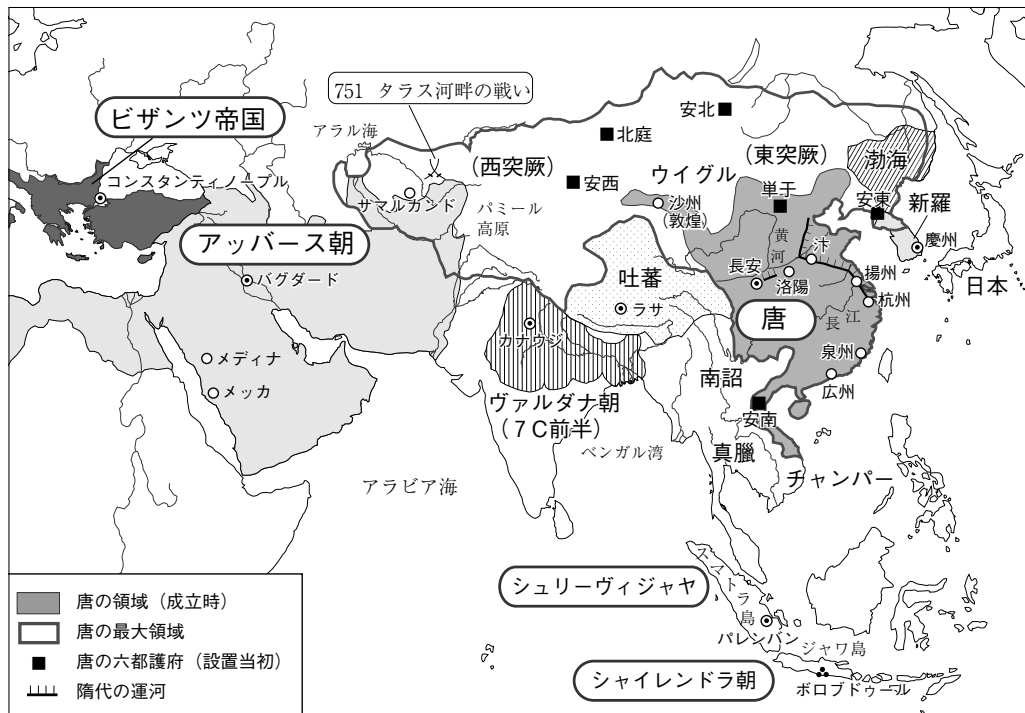 751 タラス河畔の戦い
ビザンツ帝国
アラル海
コンスタンティノープル
サマルカンド
パミール
高原
(西突厥)
北庭
安北
安西
ウイグル
(東突厥)
渤海
沙州
(敦煌)
単于
安東
新羅
慶州
日本
アッバース朝
バグダード
メディナ
メッカ
吐蕃
ラサ
カナウジ
ヴァルダナ朝
(7C前半)
黄河
長安
洛陽
汴
揚州
杭州
唐
長江
泉州
広州
南詔
安南
真臘
チャンパー
ベンガル湾
アラビア海
シュリーヴィジャヤ
スマトラ島
パレンバン
ジャワ島
シャイレンドラ朝
ボロブドゥール
唐の領域(成立時)
唐の最大領域
唐の六都護府(設置当初)
隋代の運河